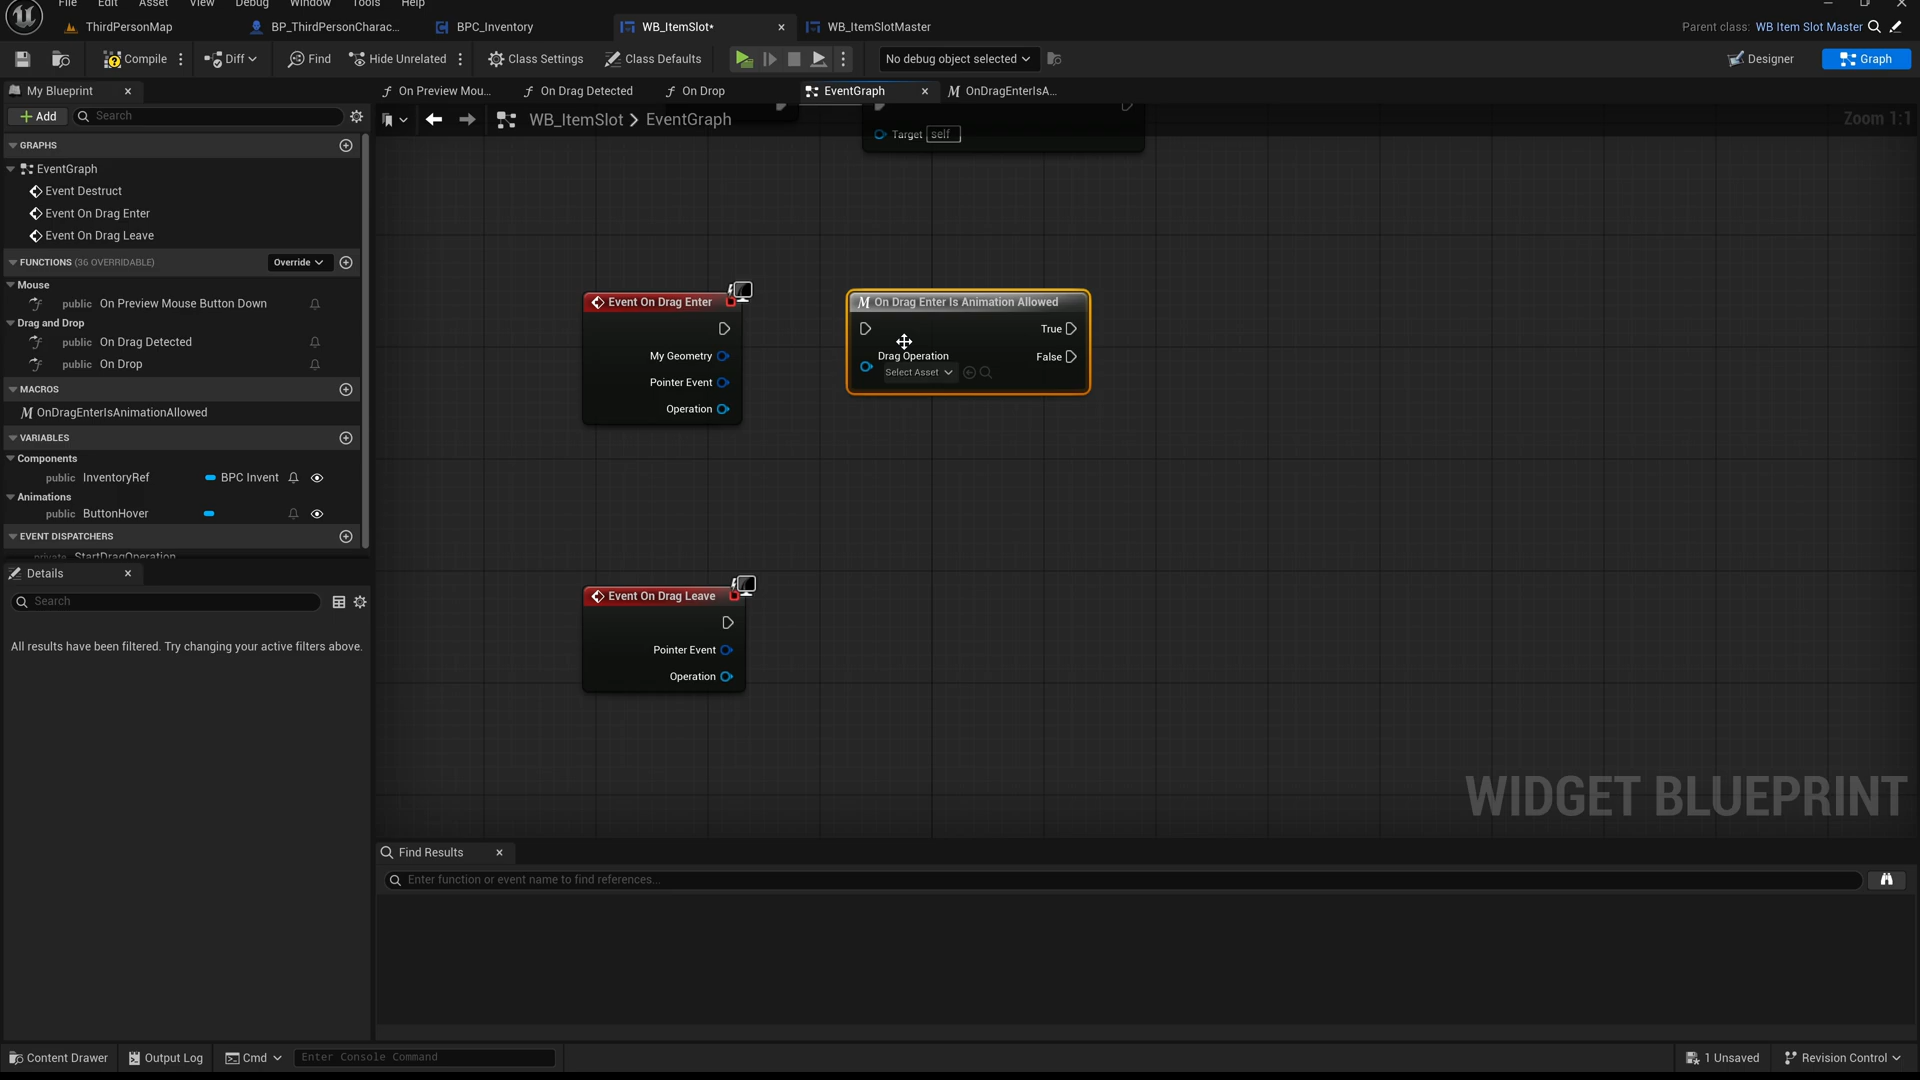 File Edit Asset View Debug Window Tools Help
ThirdPersonMap BP_ThirdPersonCharac... BPC_Inventory WB_ItemSlot* WB_ItemSlotMaster
Parent class: WB Item Slot Master
Compile Diff Find Hide Unrelated Class Settings Class Defaults No debug object selected Designer Graph
My Blueprint
On Preview Mou... On Drag Detected On Drop EventGraph OnDragEnterIsA...
Add Search
WB_ItemSlot > EventGraph
Zoom 1:1
GRAPHS
EventGraph
Event Destruct
Event On Drag Enter
Event On Drag Leave
FUNCTIONS (36 OVERRIDABLE) Override
Mouse
public On Preview Mouse Button Down
Drag and Drop
public On Drag Detected
public On Drop
MACROS
OnDragEnterIsAnimationAllowed
VARIABLES
Components
public InventoryRef BPC Invent
Animations
public ButtonHover
EVENT DISPATCHERS
private StartDragOperation
Details
Search
All results have been filtered. Try changing your active filters above.
Target self
Event On Drag Enter
My Geometry
Pointer Event
Operation
On Drag Enter Is Animation Allowed
True
Drag Operation False
Select Asset
Event On Drag Leave
Pointer Event
Operation
WIDGET BLUEPRINT
Find Results
Enter function or event name to find references...
Content Drawer Output Log Cmd Enter Console Command 1 Unsaved Revision Control